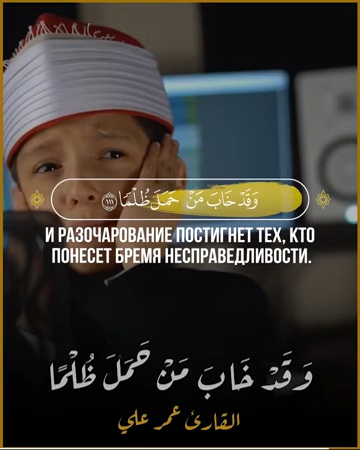 وَقَدْ خَابَ مَنْ حَمَلَ ظُلْمًا ١١١
И РАЗОЧАРОВАНИЕ ПОСТИГНЕТ ТЕХ, КТО
ПОНЕСЕТ БРЕМЯ НЕСПРАВЕДЛИВОСТИ.
وَقَدْ خَابَ مَنْ حَمَلَ ظُلْمًا
القارئ عمر علي